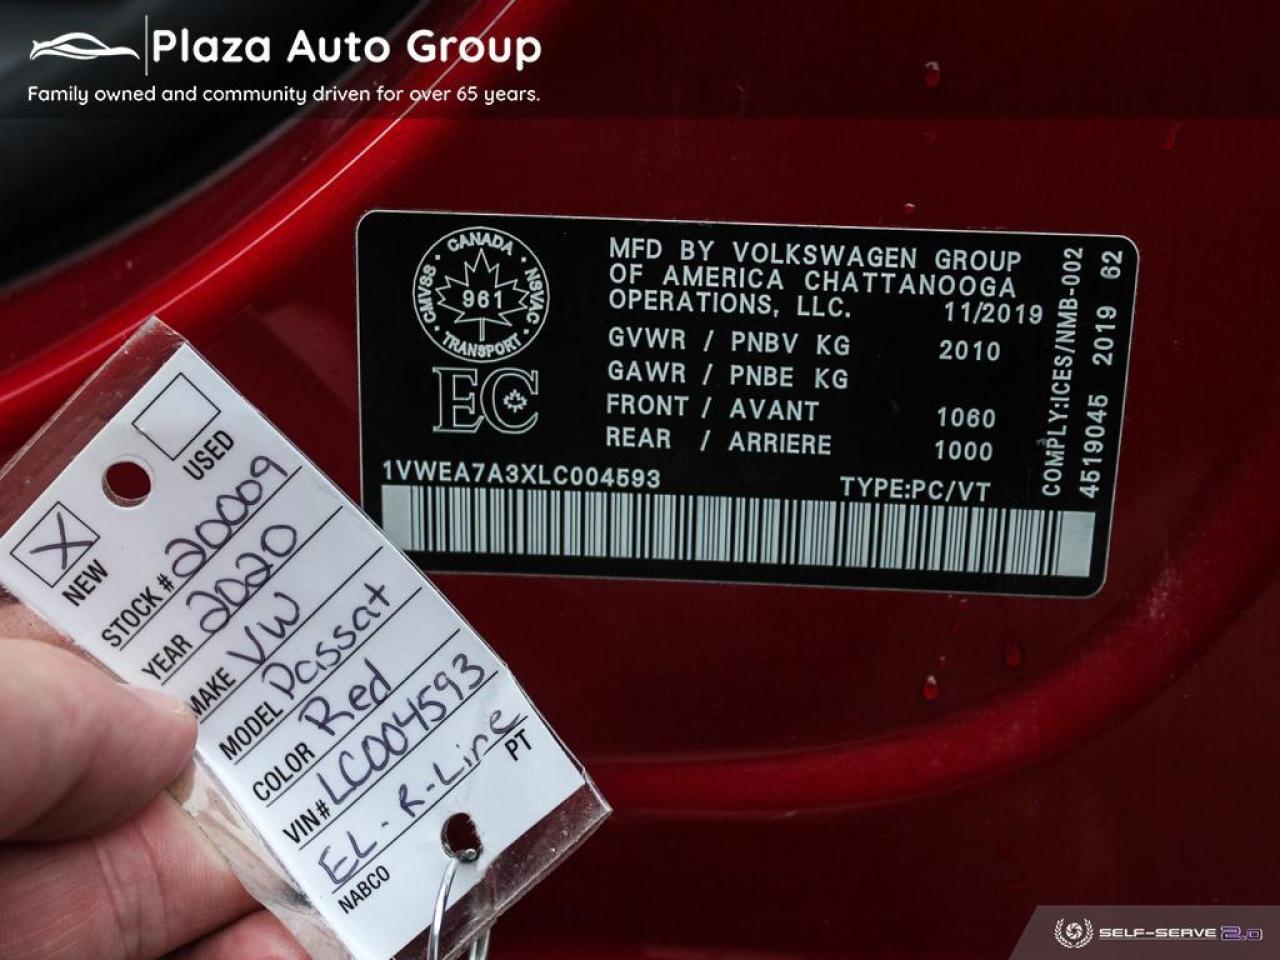 Plaza Auto Group
Family owned and community driven for over 65 years.
CANADA
CMVSS
NSVAC
961
TRANSPORT
EC
MFD BY VOLKSWAGEN GROUP
OF AMERICA CHATTANOOGA
OPERATIONS, LLC. 11/2019
GVWR / PNBV KG 2010
GAWR / PNBE KG
FRONT / AVANT 1060
REAR / ARRIERE 1000
1VWEA7A3XLC004593 TYPE:PC/VT
COMPLY:ICES/NMB-002
4519045 2019 62
USED
X NEW
STOCK # 20009
YEAR 2020
MAKE VW
MODEL Passat
COLOR Red
VIN# LC004593
EL - R-Line
NABCO PT
SELF-SERVE 2.0